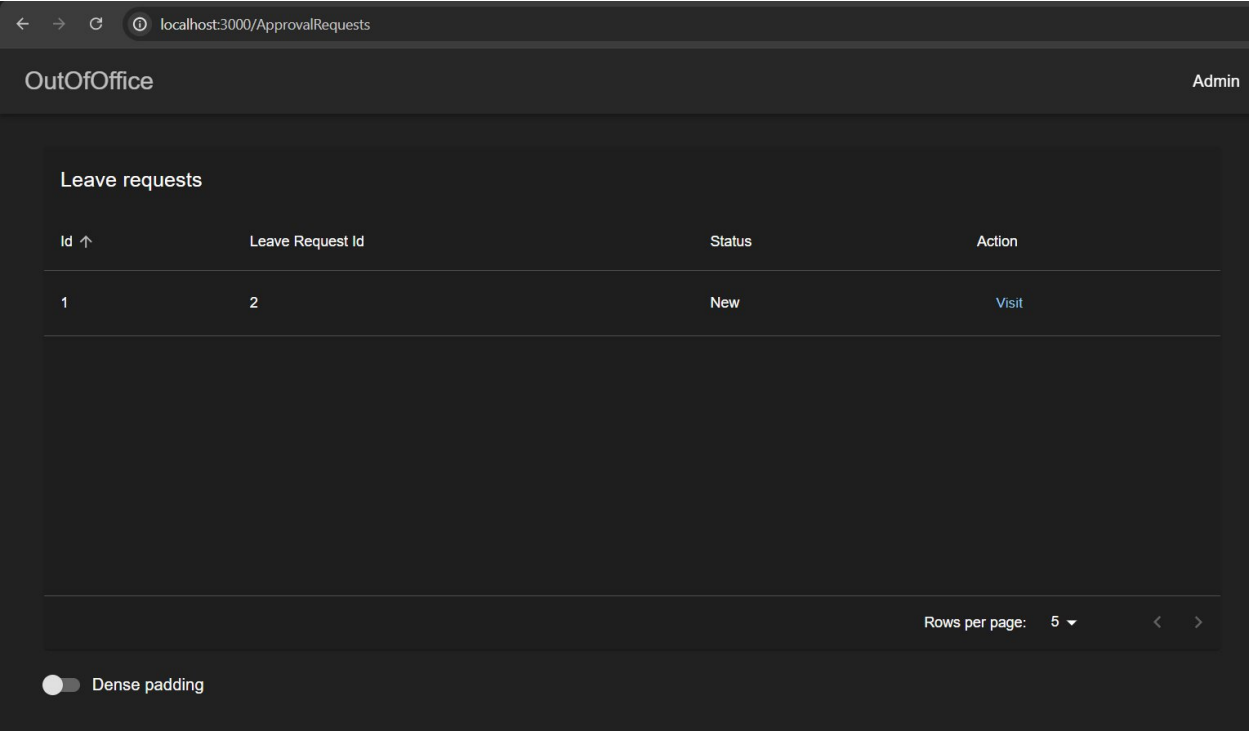 localhost:3000/ApprovalRequests
OutOfOffice Admin
Leave requests
Id Leave Request Id Status Action
1 2 New Visit
Rows per page: 5
Dense padding